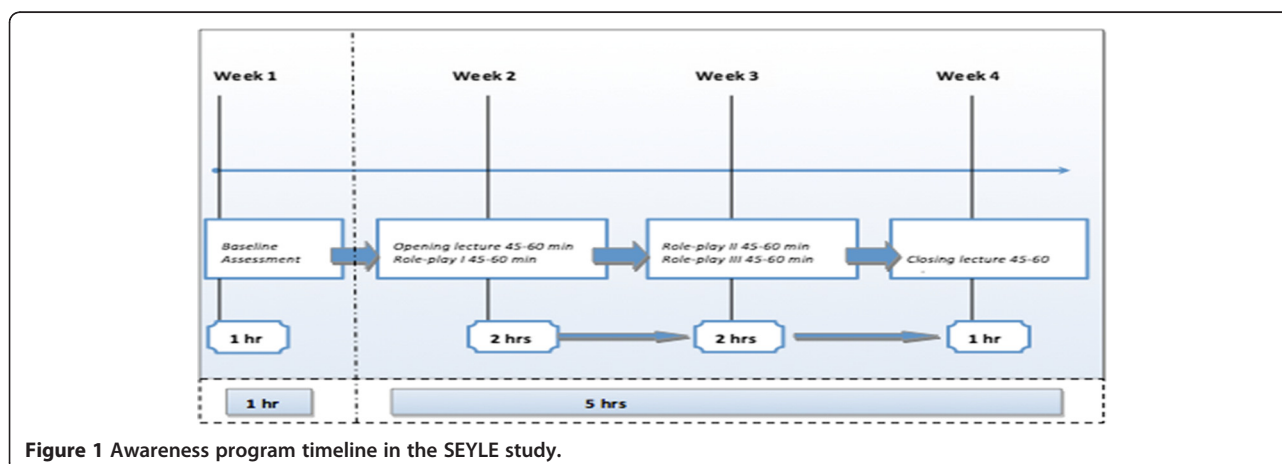 Week 1 Week 2 Week 3 Week 4
Baseline
Assessment
Opening lecture 45-60 min
Role-play I 45-60 min
Role-play II 45-60 min
Role-play III 45-60 min
Closing lecture 45-60
1 hr 2 hrs 2 hrs 1 hr
1 hr 5 hrs
Figure 1 Awareness program timeline in the SEYLE study.